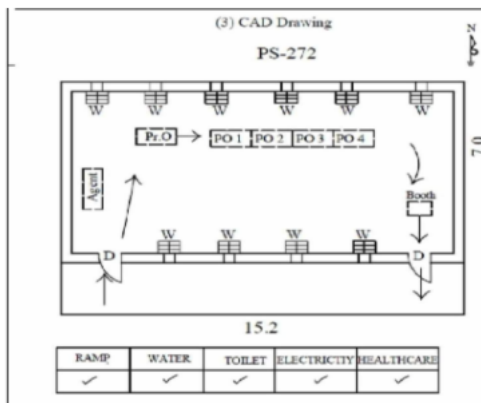 (3) CAD Drawing
PS-272
N
W W W W W W
Pr.O PO 1 PO 2 PO 3 PO 4
7.0
Agent
Booth
W W W W
D D
15.2
RAMP WATER TOILET ELECTRICTIY HEALTHCARE
✓ ✓ ✓ ✓ ✓